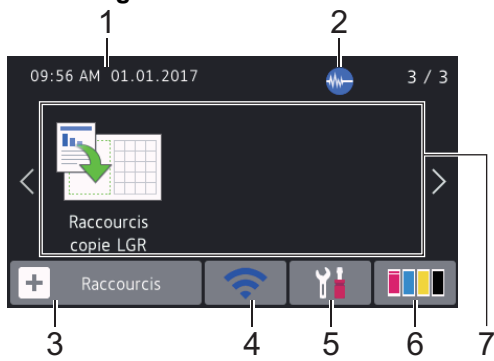 1 2
09:56 AM 01.01.2017 3 / 3
Raccourcis
copie LGR
Raccourcis
3 4 5 6 7